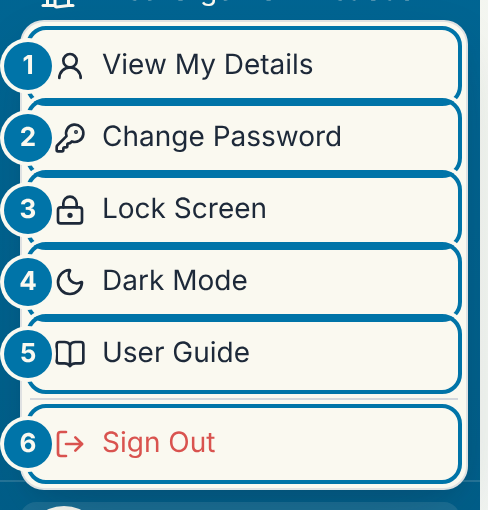 1 View My Details
2 Change Password
3 Lock Screen
4 Dark Mode
5 User Guide
6 Sign Out